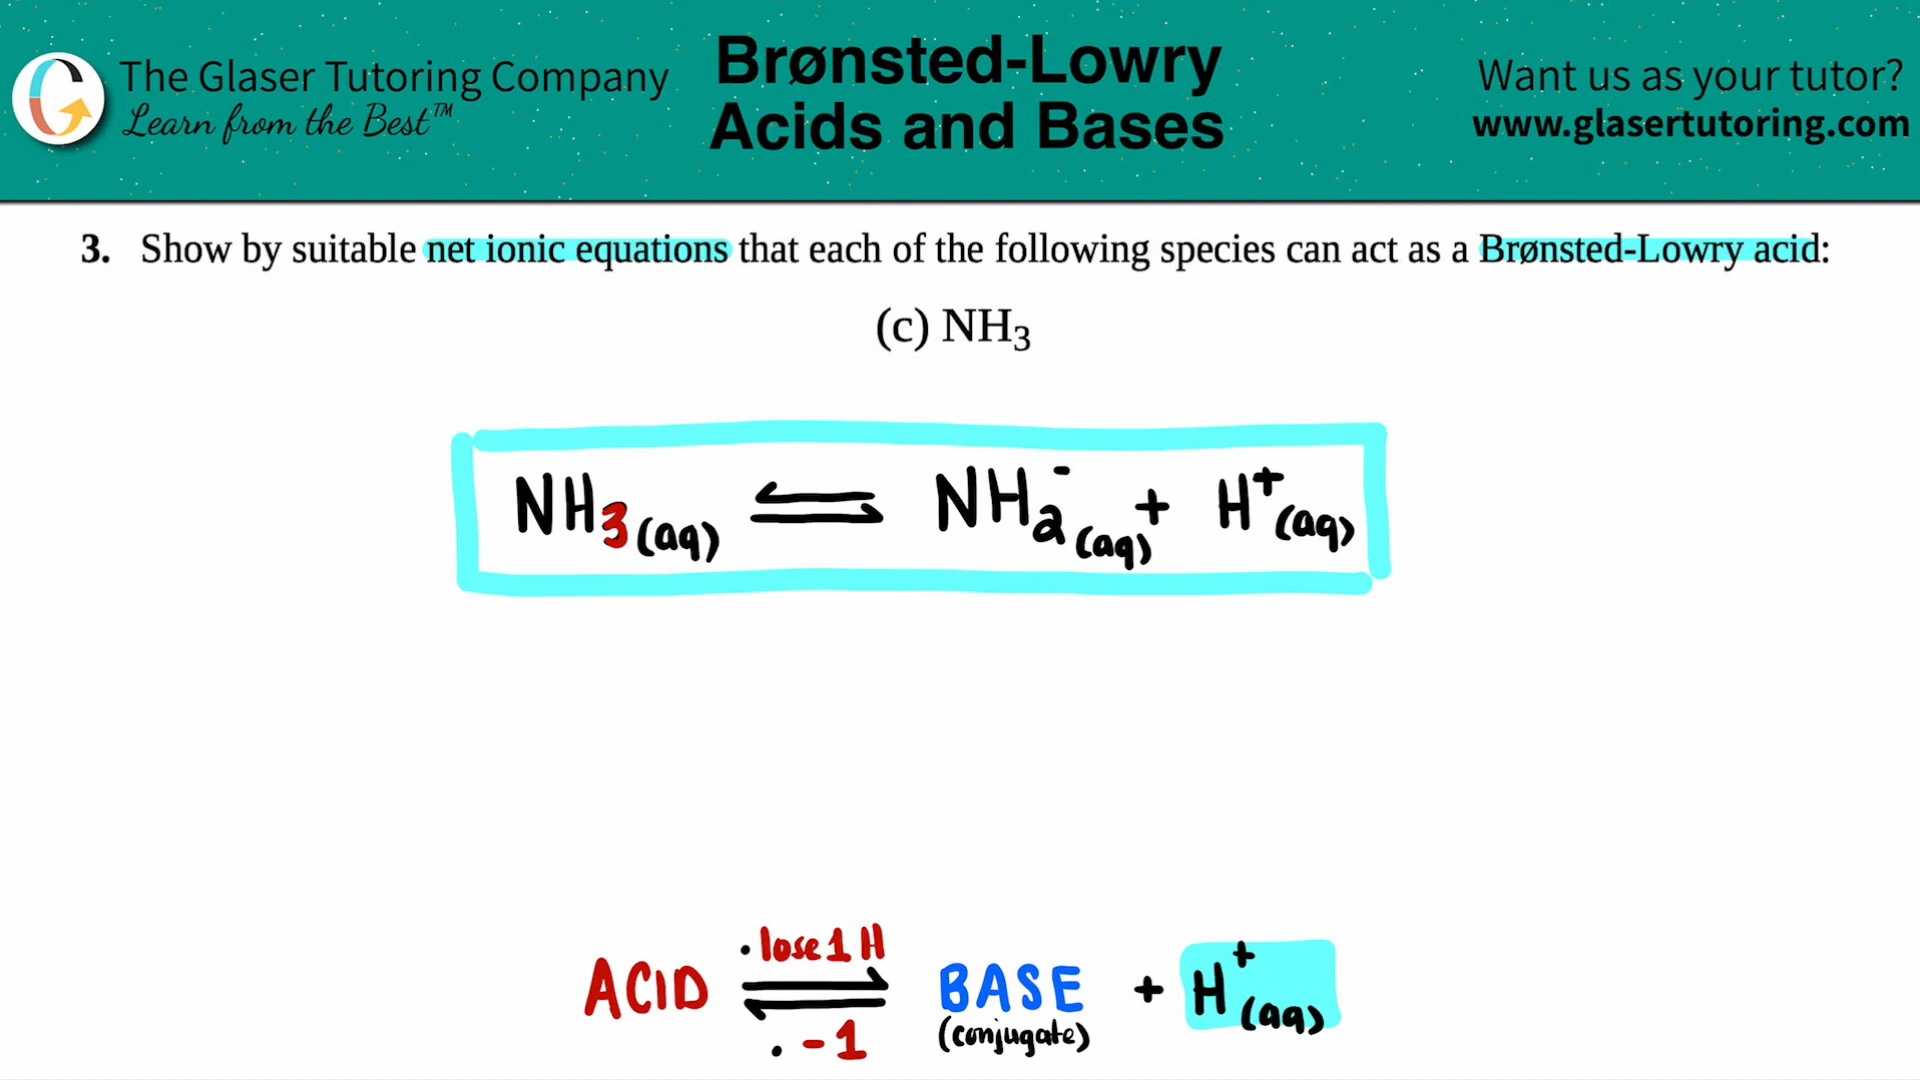 The Glaser Tutoring Company
Learn from the Best™
Brønsted-Lowry
Acids and Bases
Want us as your tutor?
www.glasertutoring.com
3. Show by suitable net ionic equations that each of the following species can act as a Brønsted-Lowry acid:
(c) NH₃
NH₃(aq) ⇌ NH₂⁻(aq) + H⁺(aq)
· lose 1 H
ACID ⇌ BASE + H⁺(aq)
· -1 (conjugate)